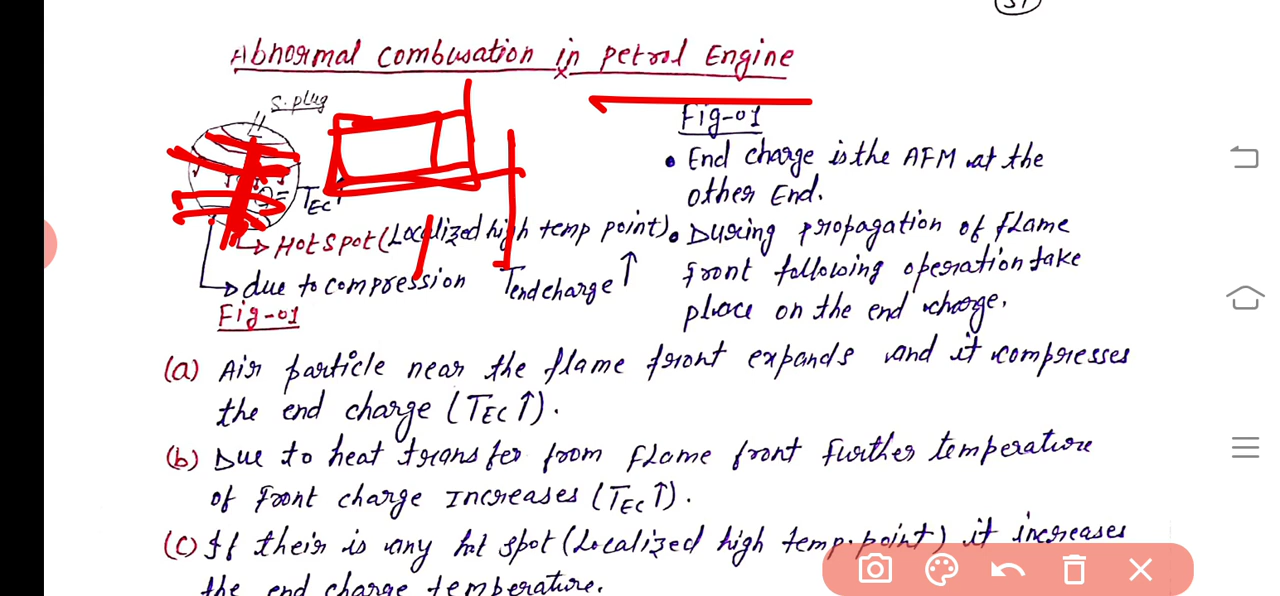 51
Abnormal Combusation in Petrol Engine
S.plug
Fig-01
• End charge is the AFM at the
other End.
TEC↑
Hot Spot (Localized high temp point)
• During propagation of flame
front following operation take
place on the end charge.
due to compression Tendcharge ↑
Fig-01
(a) Air particle near the flame front expands and it compresses
the end charge (TEC↑).
(b) Due to heat transfer from flame front further temperature
of front charge increases (TEC↑).
(c) If their is any hot spot (Localized high temp. point) it increases
the end charge temperature.